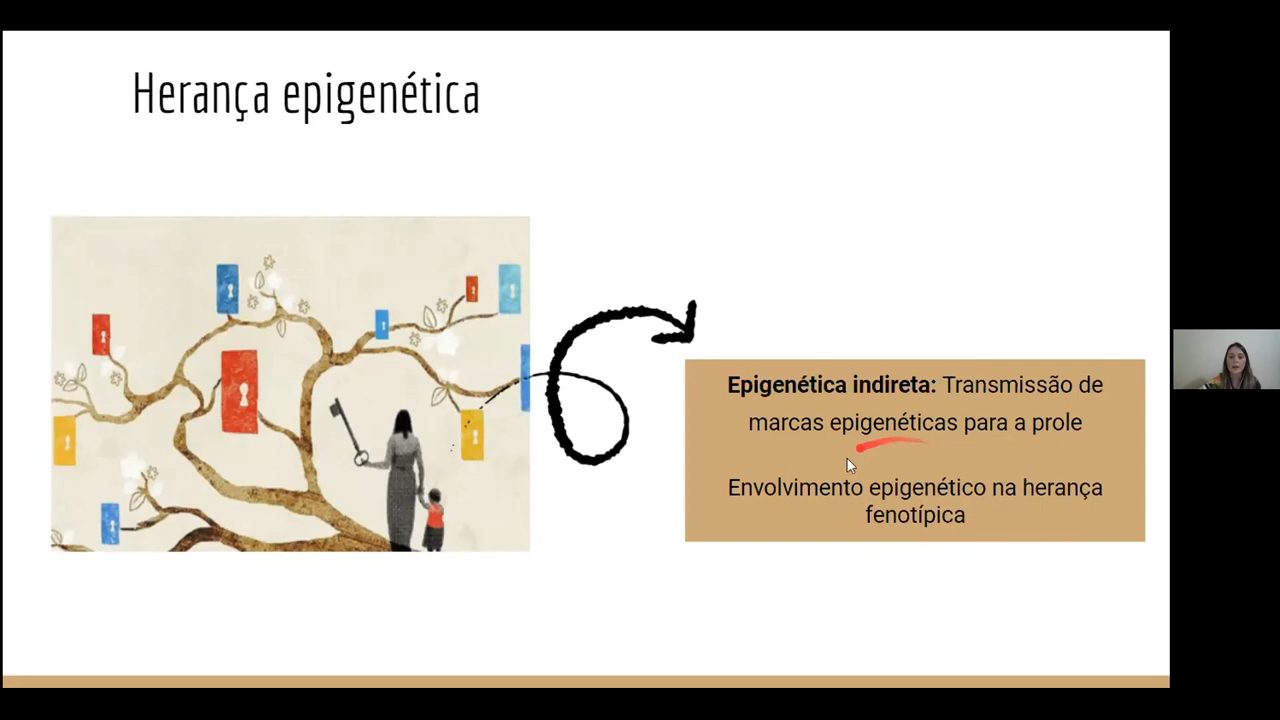 Herança epigenética
Epigenética indireta: Transmissão de
marcas epigenéticas para a prole
Envolvimento epigenético na herança
fenotípica